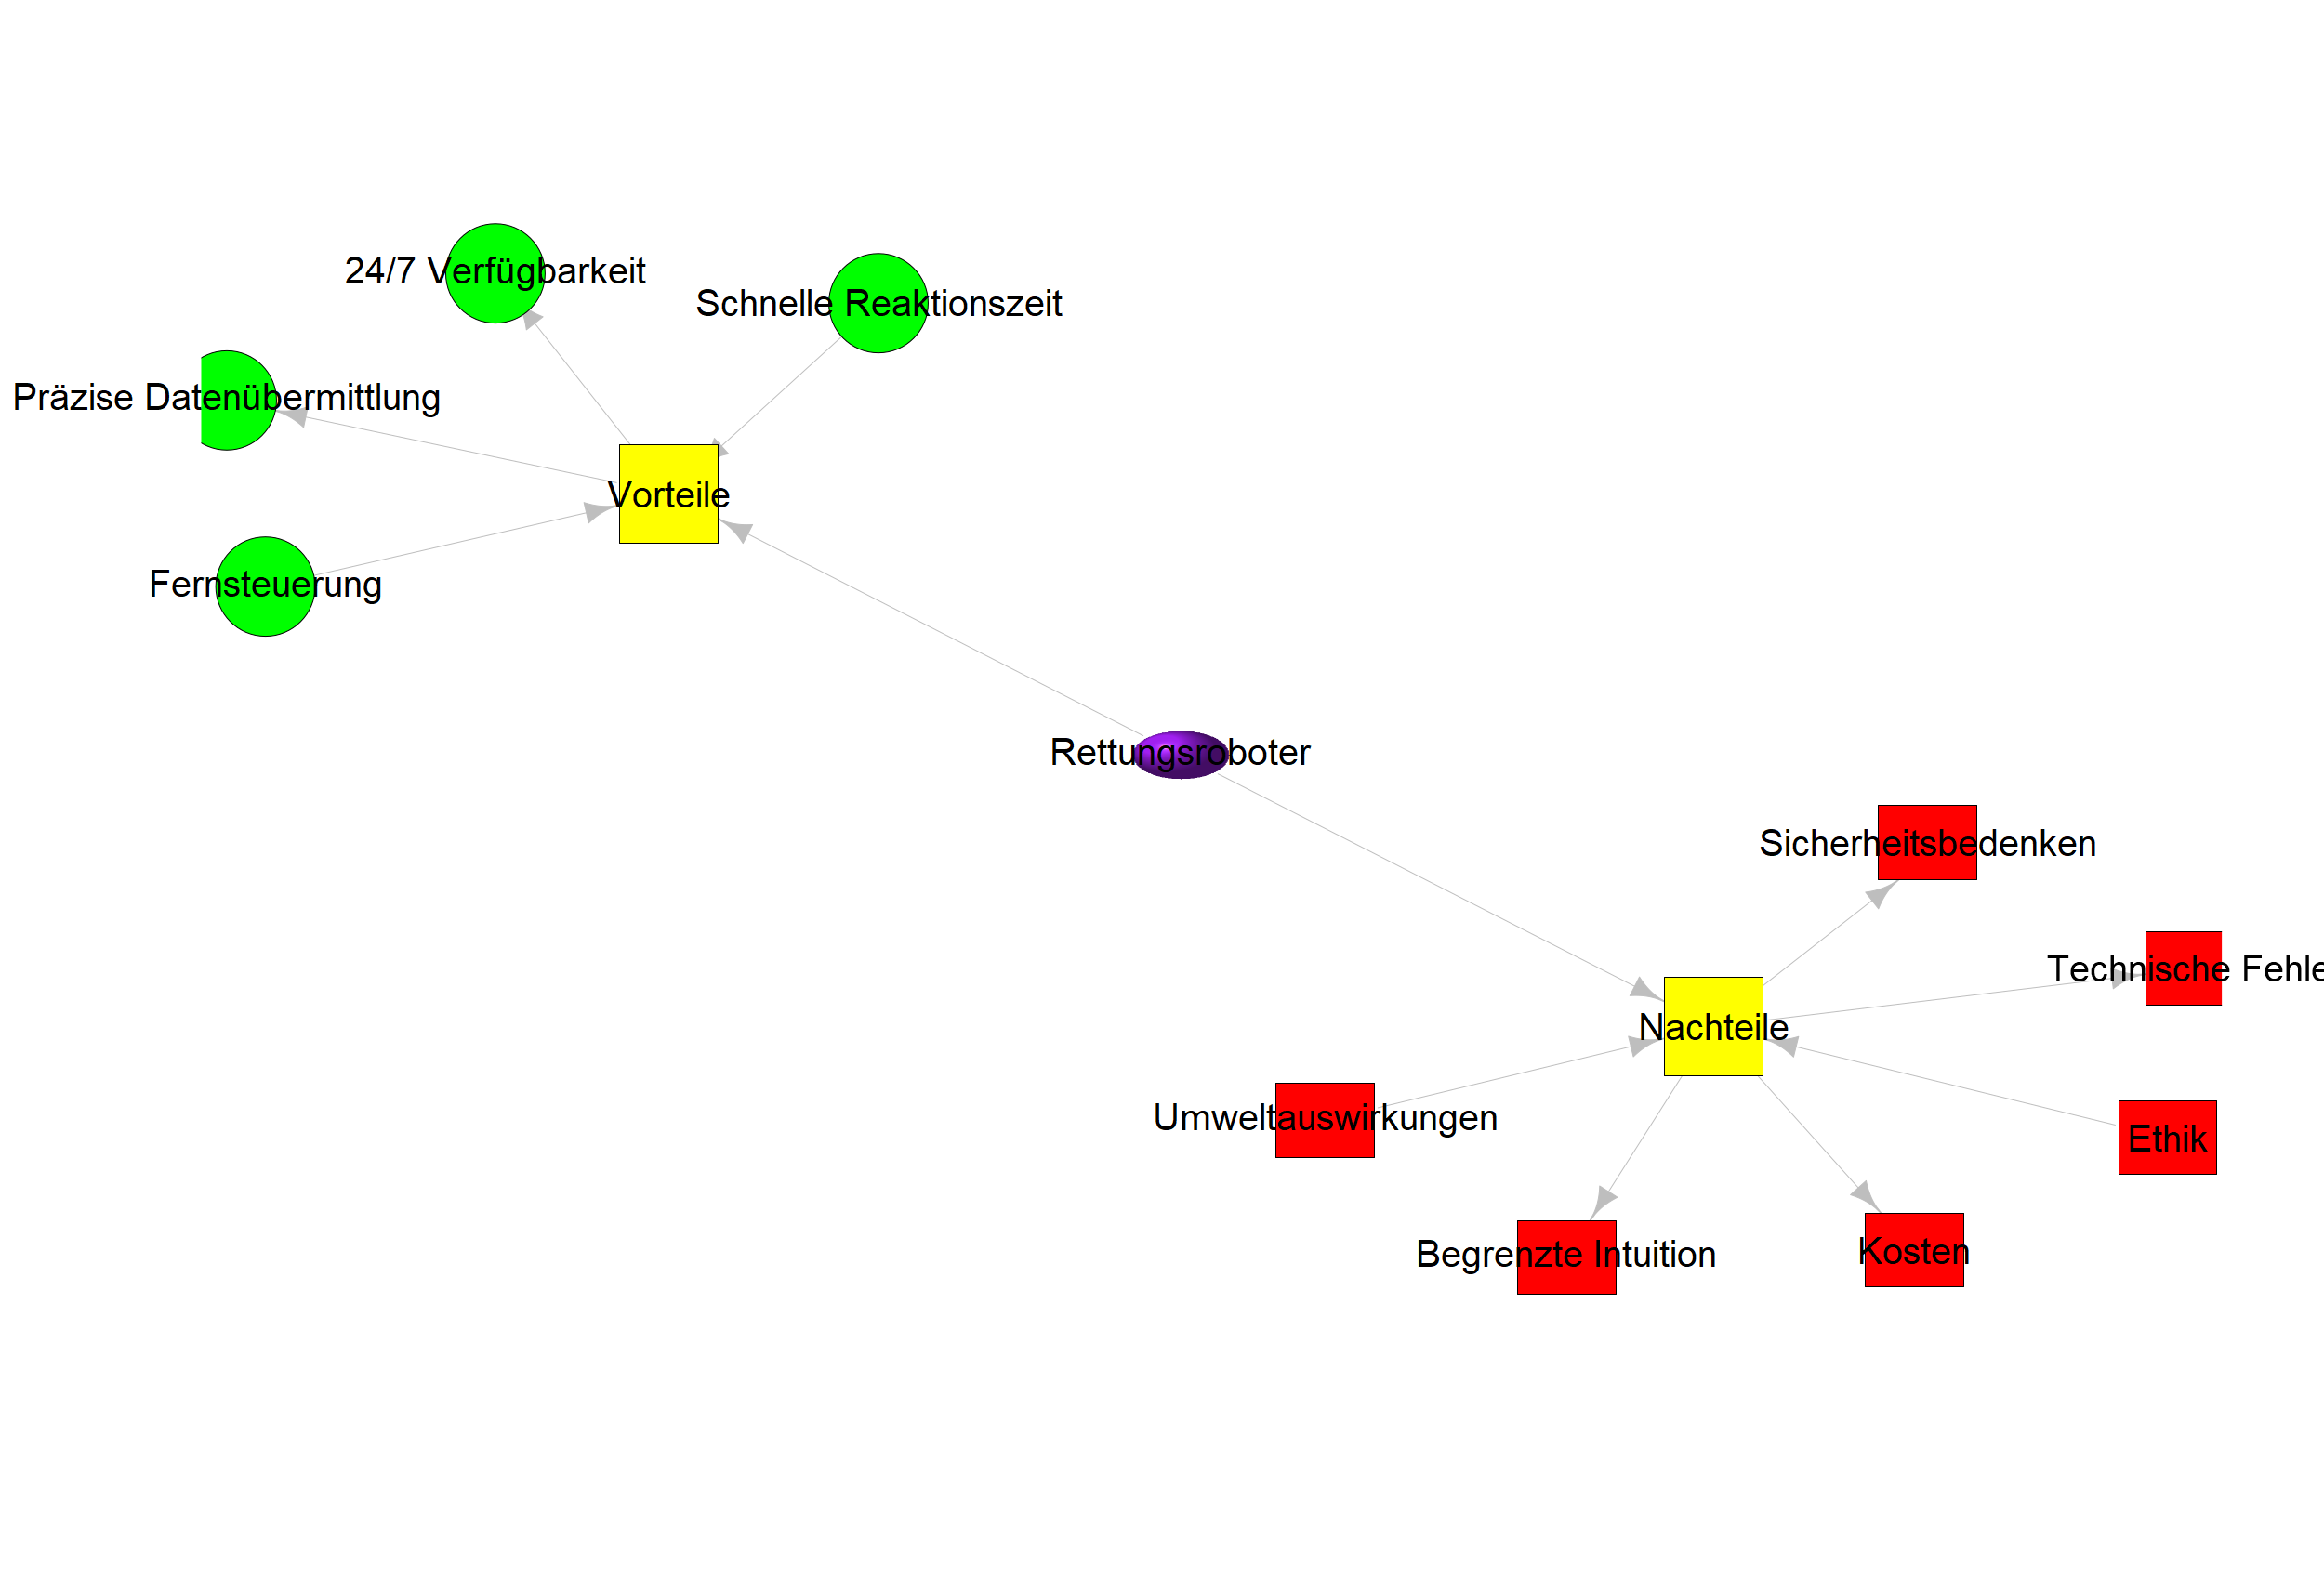 24/7 Verfügbarkeit
Schnelle Reaktionszeit
Präzise Datenübermittlung
Vorteile
Fernsteuerung
Rettungsroboter
Sicherheitsbedenken
Technische Fehle
Nachteile
Umweltauswirkungen
Ethik
Begrenzte Intuition
Kosten